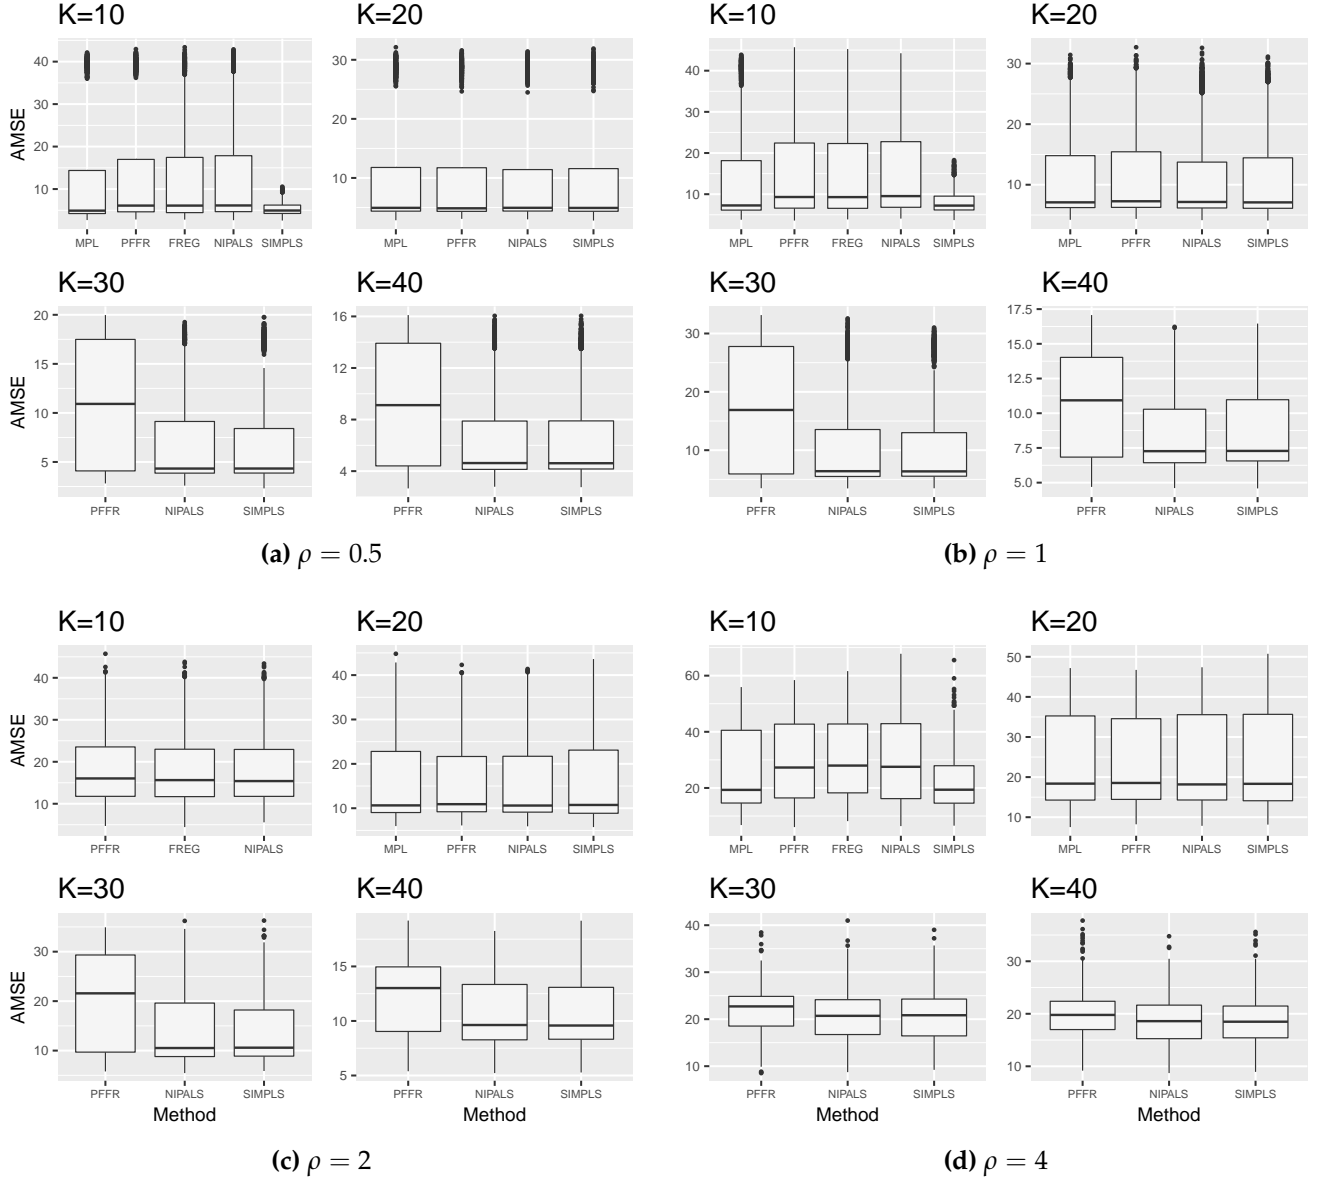 K=10
K=20
AMSE
40
30
20
10
MPL PFFR FREG NIPALS SIMPLS
30
20
10
MPL PFFR NIPALS SIMPLS
K=30
K=40
AMSE
20
15
10
5
PFFR NIPALS SIMPLS
16
12
8
4
PFFR NIPALS SIMPLS
(a) ρ = 0.5
K=10
K=20
40
30
20
10
MPL PFFR FREG NIPALS SIMPLS
30
20
10
MPL PFFR NIPALS SIMPLS
K=30
K=40
30
20
10
PFFR NIPALS SIMPLS
17.5
15.0
12.5
10.0
7.5
5.0
PFFR NIPALS SIMPLS
(b) ρ = 1
K=10
K=20
AMSE
40
30
20
10
PFFR FREG NIPALS
40
30
20
10
MPL PFFR NIPALS SIMPLS
K=30
K=40
AMSE
30
20
10
PFFR NIPALS SIMPLS
Method
15
10
5
PFFR NIPALS SIMPLS
(c) ρ = 2
K=10
K=20
60
40
20
MPL PFFR FREG NIPALS SIMPLS
50
40
30
20
10
MPL PFFR NIPALS SIMPLS
K=30
K=40
40
30
20
10
PFFR NIPALS SIMPLS
Method
30
20
10
PFFR NIPALS SIMPLS
Method
(d) ρ = 4